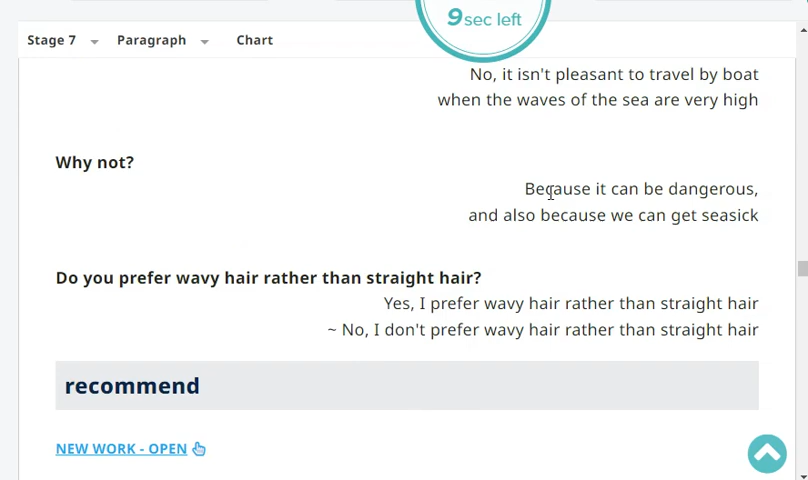 9 sec left
Stage 7 Paragraph Chart
No, it isn't pleasant to travel by boat
when the waves of the sea are very high
Why not?
Because it can be dangerous,
and also because we can get seasick
Do you prefer wavy hair rather than straight hair?
Yes, I prefer wavy hair rather than straight hair
~ No, I don't prefer wavy hair rather than straight hair
recommend
NEW WORK - OPEN